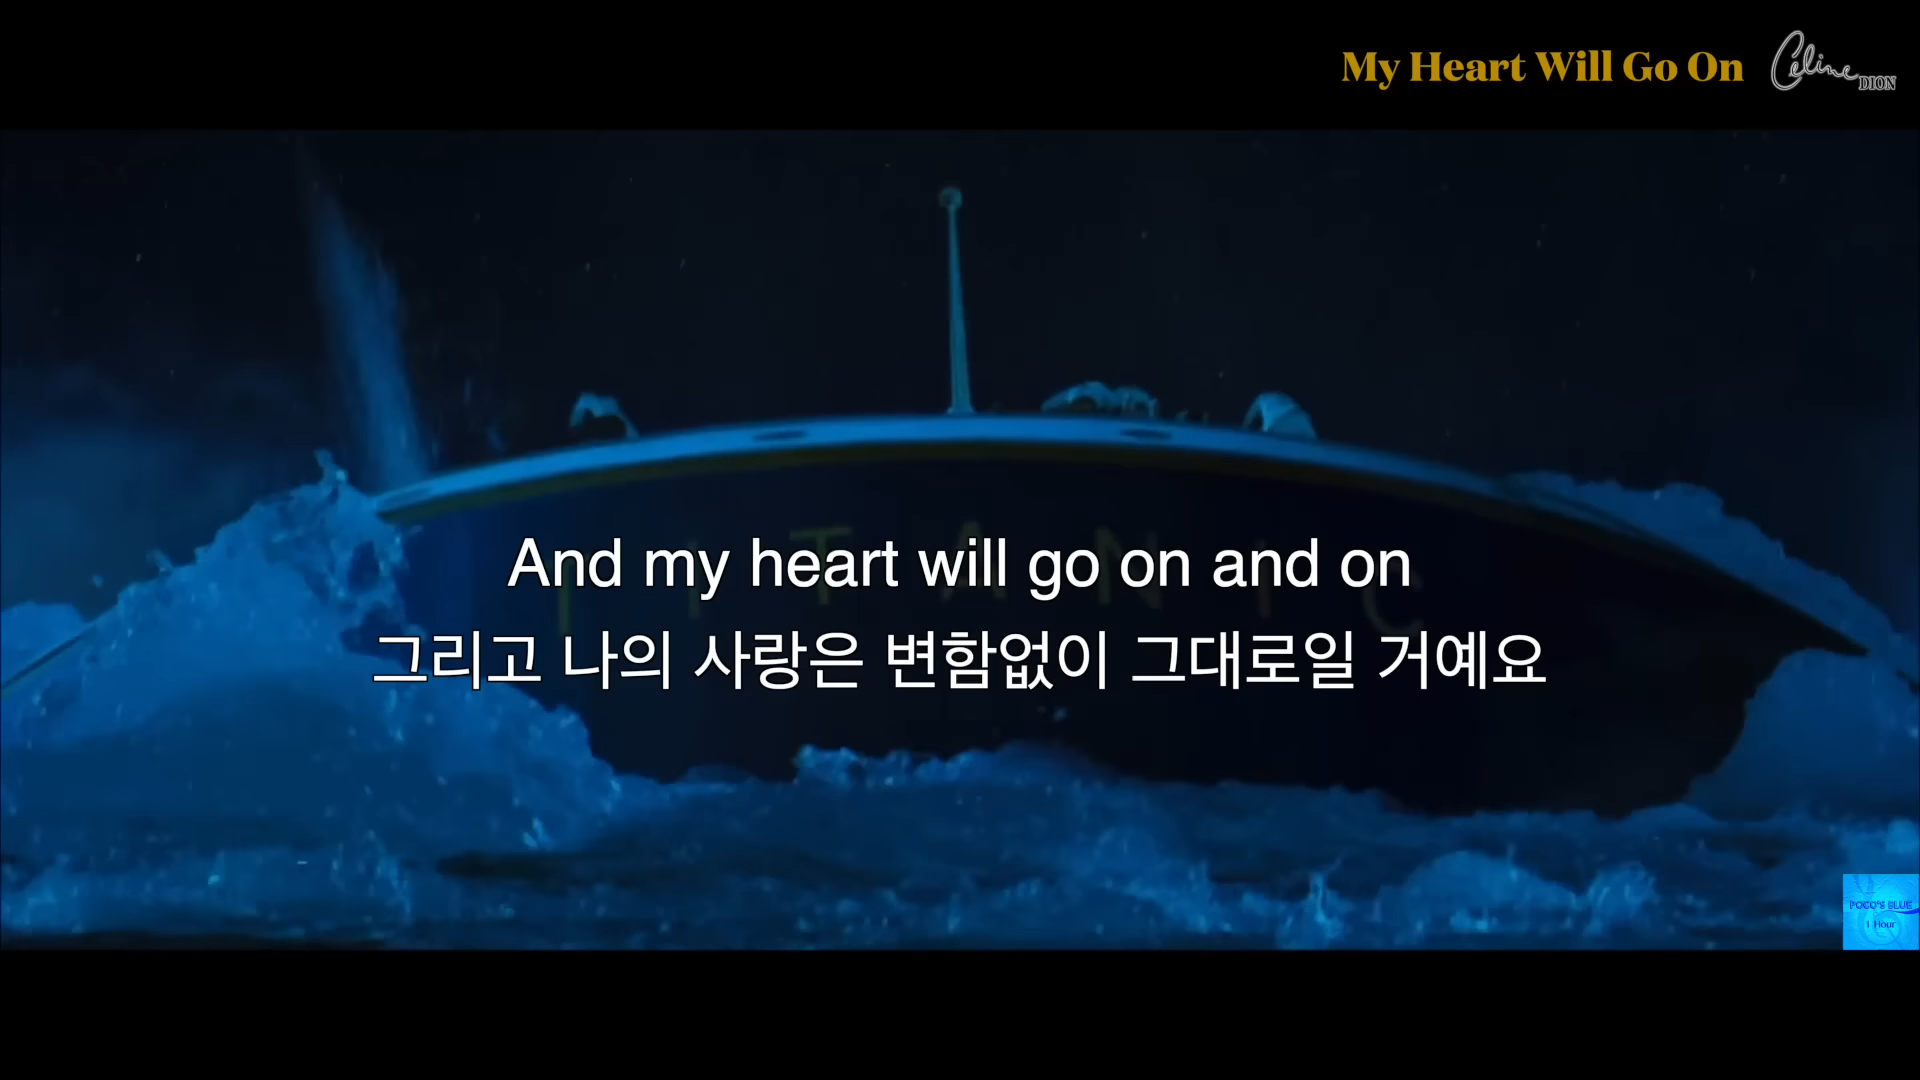 My Heart Will Go On
Celine DION
TITANIC
And my heart will go on and on
그리고 나의 사랑은 변함없이 그대로일 거예요
POCO'S BLUE
1 Hour